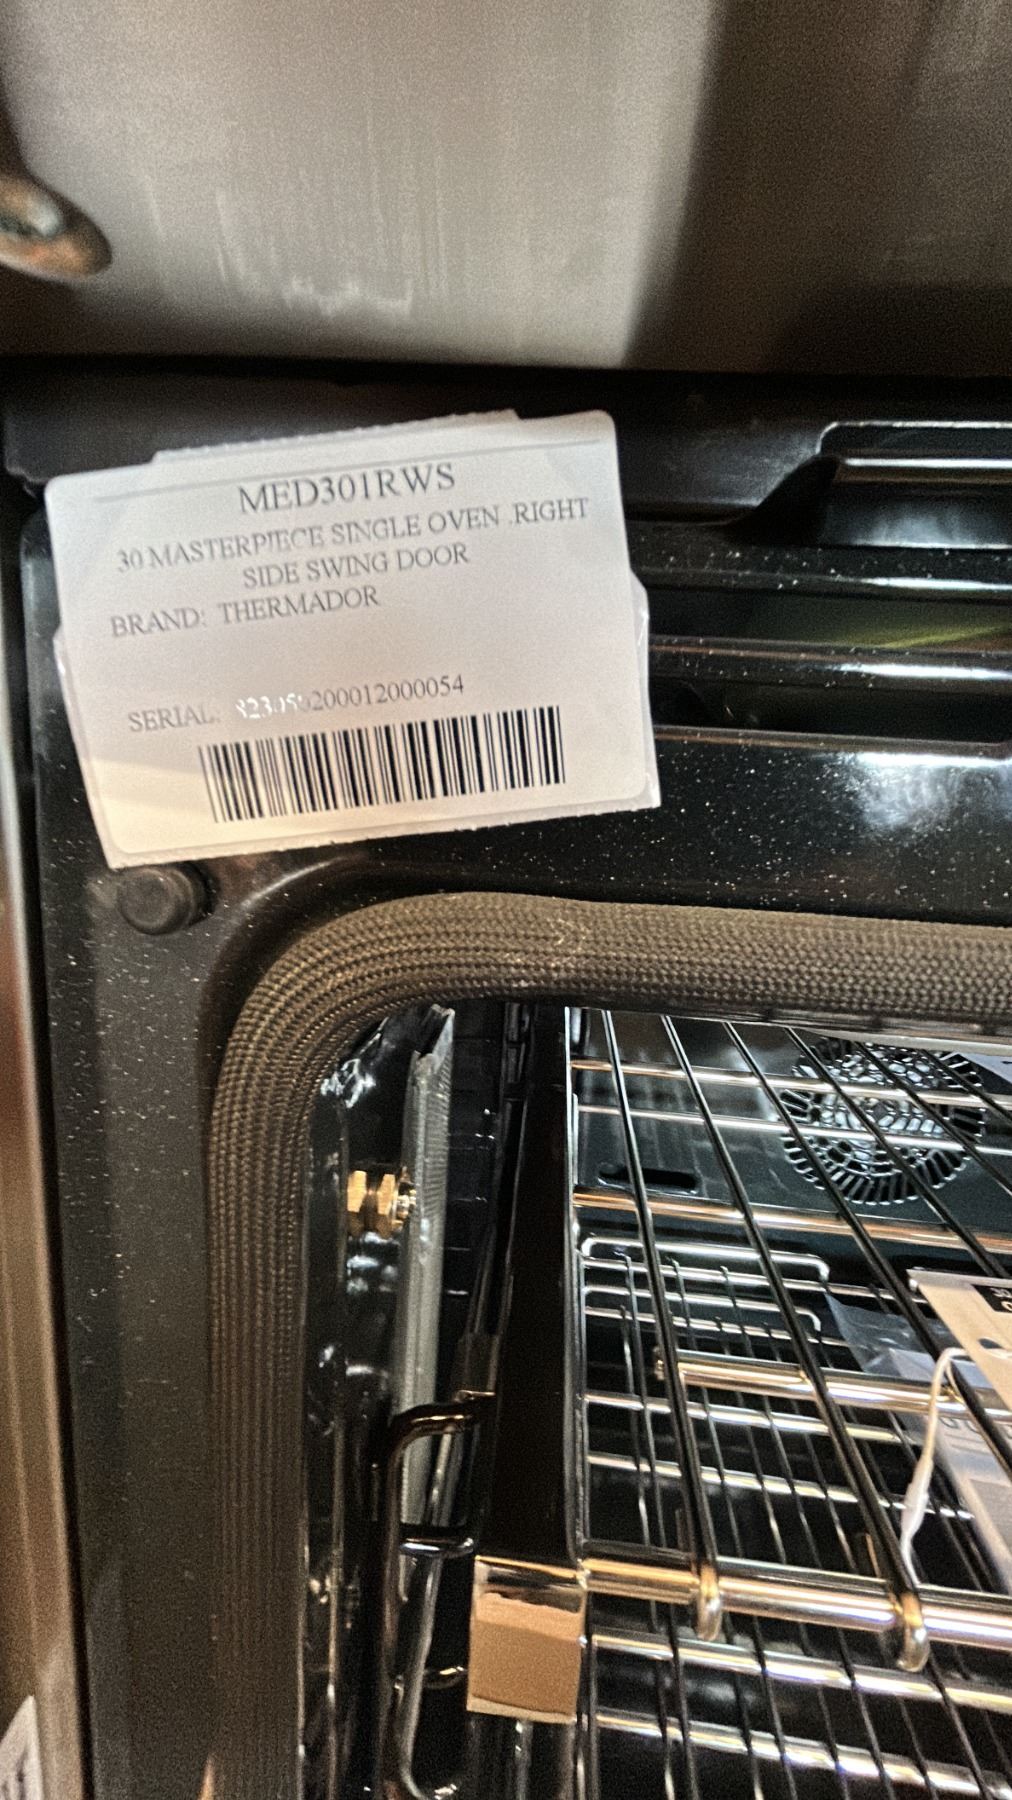 MED301RWS
30 MASTERPIECE SINGLE OVEN .RIGHT
SIDE SWING DOOR
BRAND: THERMADOR
SERIAL: